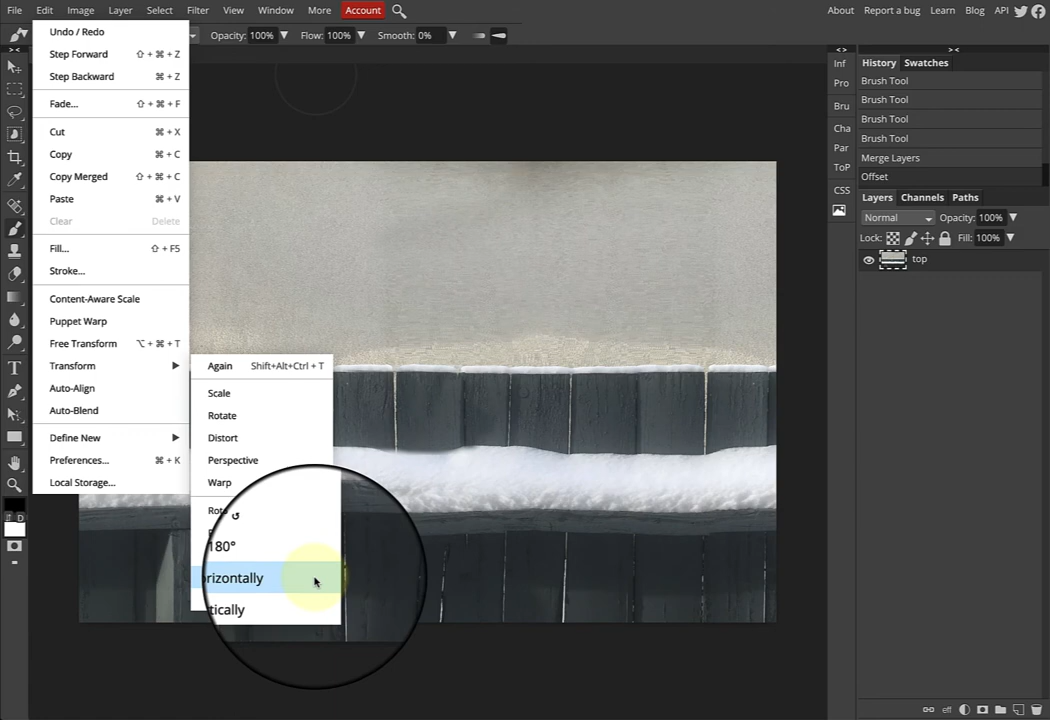 File Edit Image Layer Select Filter View Window More Account About Report a bug Learn Blog API
Opacity: 100% Flow: 100% Smooth: 0%
Undo / Redo
Step Forward ⇧ + ⌘ + Z
Step Backward ⌘ + Z
Fade... ⇧ + ⌘ + F
Cut ⌘ + X
Copy ⌘ + C
Copy Merged ⇧ + ⌘ + C
Paste ⌘ + V
Clear Delete
Fill... ⇧ + F5
Stroke...
Content-Aware Scale
Puppet Warp
Free Transform ⌥ + ⌘ + T
Transform
Auto-Align
Auto-Blend
Define New
Preferences... ⌘ + K
Local Storage...
Again Shift+Alt+Ctrl + T
Scale
Rotate
Distort
Perspective
Warp
180°
orizontally
tically
T
D
> <
< >
Inf
Pro
Bru
Cha
Par
ToP
CSS
> <
History Swatches
Brush Tool
Brush Tool
Brush Tool
Brush Tool
Merge Layers
Offset
Layers Channels Paths
Normal Opacity: 100%
Lock: Fill: 100%
top
eff